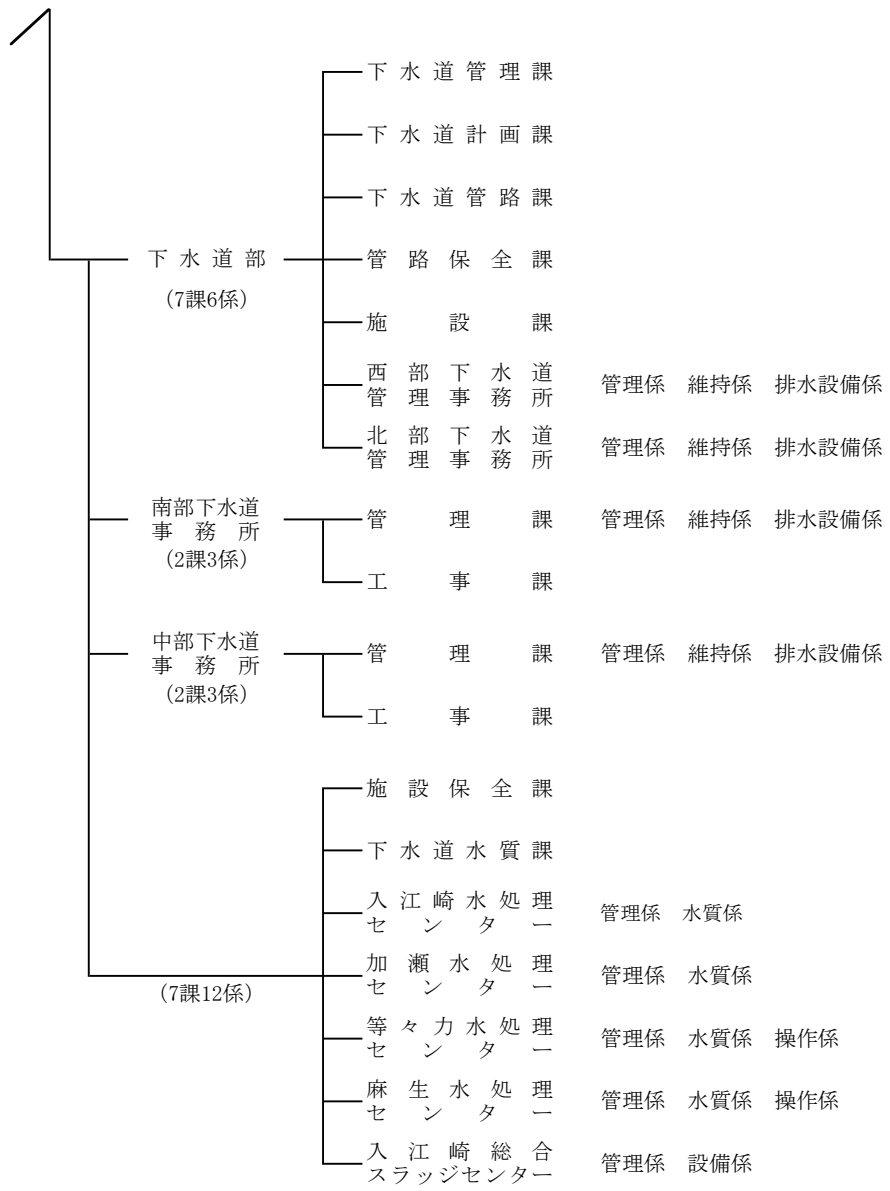 下水道管理課
下水道計画課
下水道管路課
下水道部
管路保全課
(7課6係)
施設課
西部下水道
管理事務所
管理係 維持係 排水設備係
北部下水道
管理事務所
管理係 維持係 排水設備係
南部下水道
事務所
(2課3係)
管理課
管理係 維持係 排水設備係
工事課
中部下水道
事務所
(2課3係)
管理課
管理係 維持係 排水設備係
工事課
施設保全課
下水道水質課
入江崎水処理
センター
管理係 水質係
(7課12係)
加瀬水処理
センター
管理係 水質係
等々力水処理
センター
管理係 水質係 操作係
麻生水処理
センター
管理係 水質係 操作係
入江崎総合
スラッジセンター
管理係 設備係